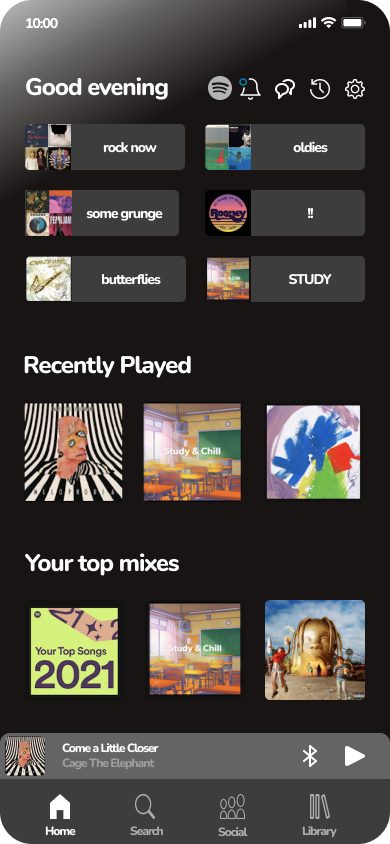 10:00
Good evening
rock now
oldies
some grunge
!!
butterflies
STUDY
Recently Played
MELOPHOBIA
Study & Chill
Your top mixes
Your Top Songs
2021
Study & Chill
Come a Little Closer
Cage The Elephant
Home
Search
Social
Library